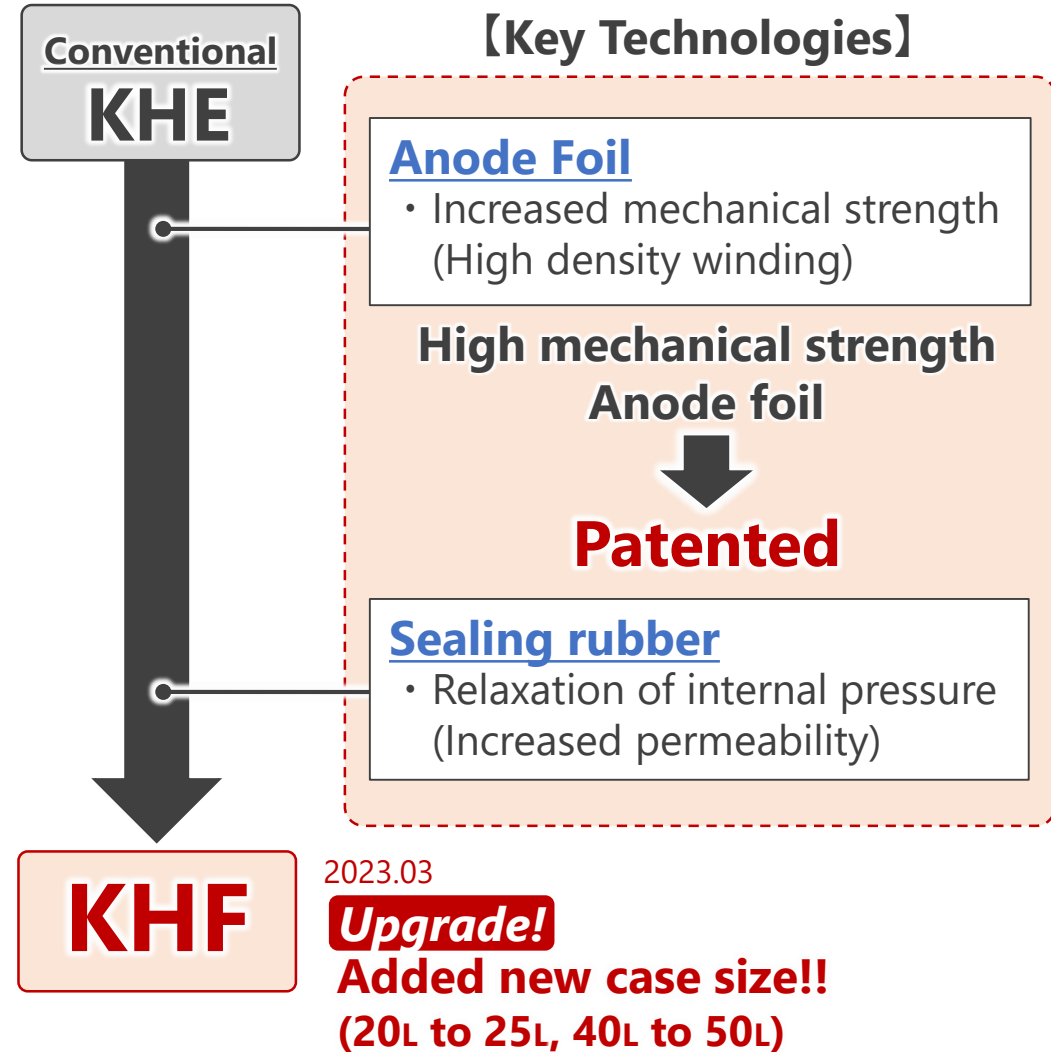 Conventional
KHE
【Key Technologies】
Anode Foil
・Increased mechanical strength
(High density winding)
High mechanical strength
Anode foil
Patented
Sealing rubber
・Relaxation of internal pressure
(Increased permeability)
KHF
2023.03
Upgrade!
Added new case size!!
(20L to 25L, 40L to 50L)